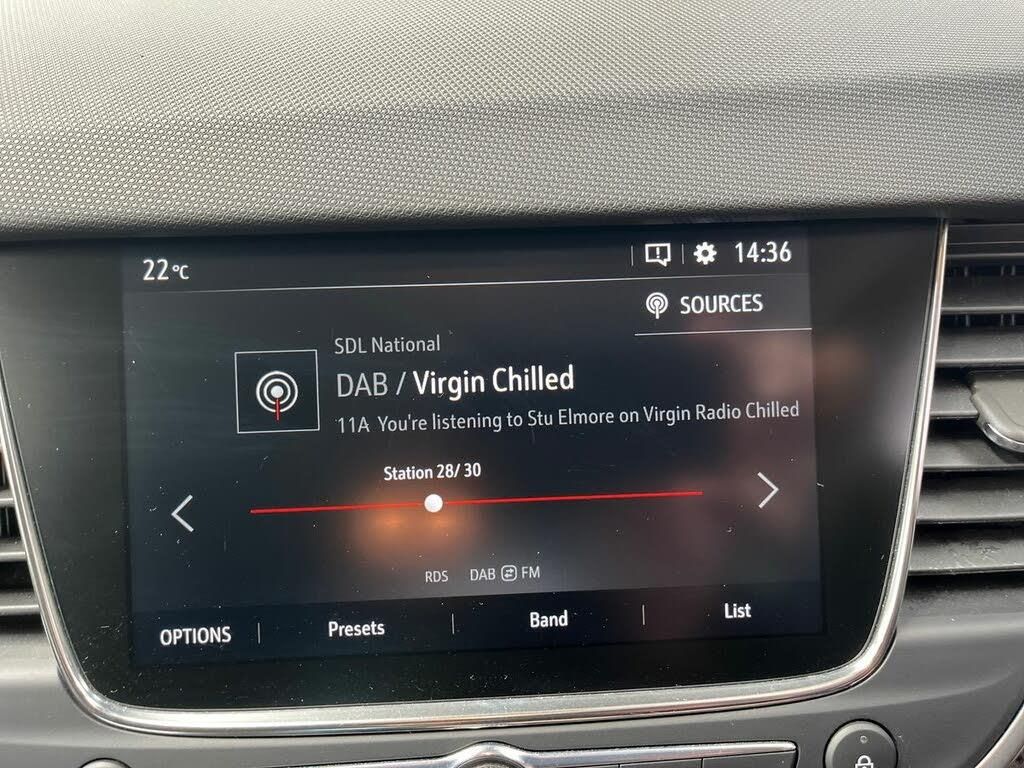 22°C 14:36
SOURCES
SDL National
DAB / Virgin Chilled
11A You're listening to Stu Elmore on Virgin Radio Chilled
Station 28/ 30
RDS DAB FM
OPTIONS Presets Band List